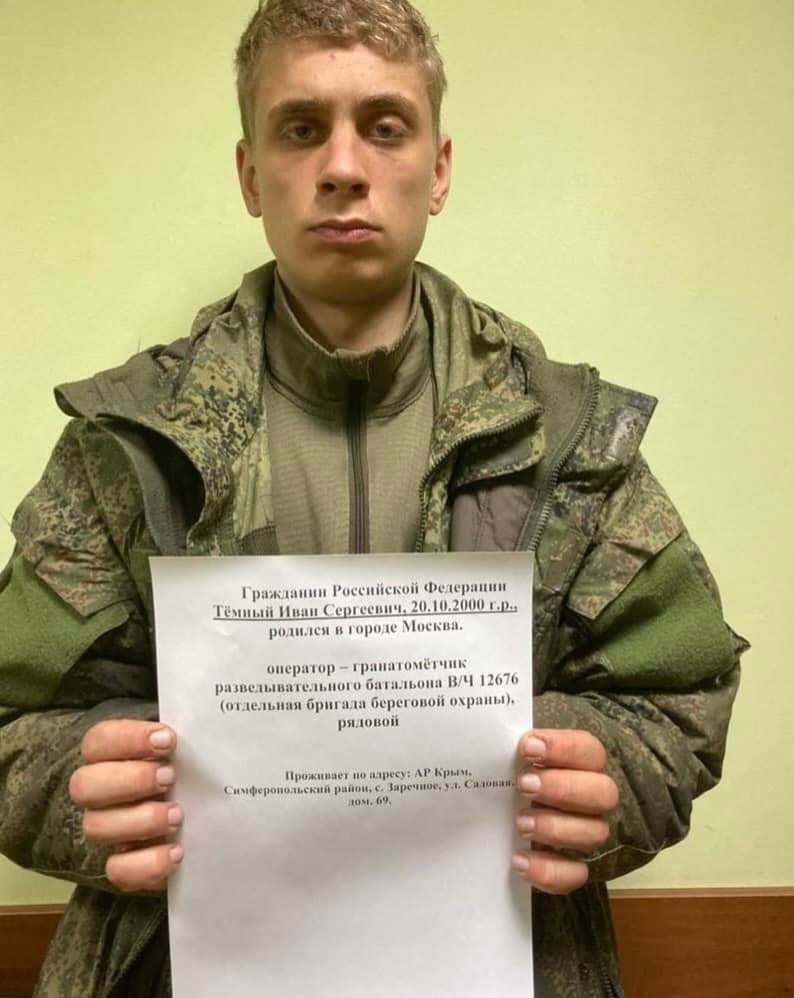 Гражданин Российской Федерации
Тёмный Иван Сергеевич, 20.10.2000 г.р.,
родился в городе Москва.
оператор – гранатомётчик
разведывательного батальона В/Ч 12676
(отдельная бригада береговой охраны),
рядовой
Проживает по адресу: АР Крым,
Симферопольский район, с. Заречное, ул. Садовая,
дом. 69.